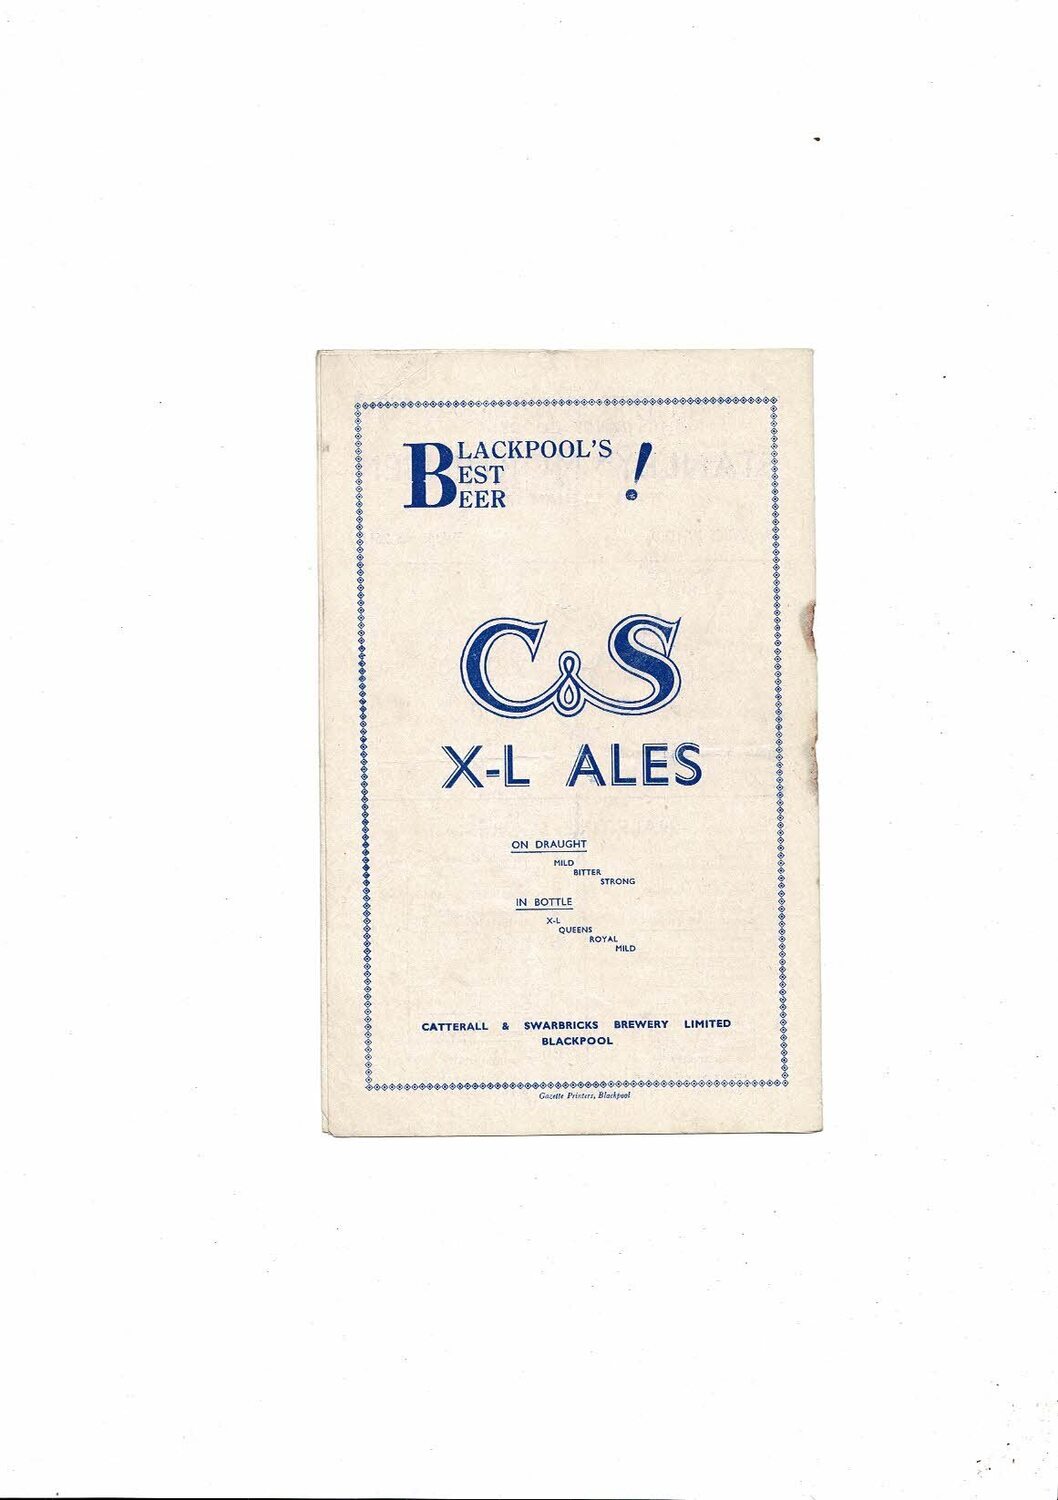 BLACKPOOL'S
BEST
BEER !
C&S
X-L ALES
ON DRAUGHT
MILD
BITTER
STRONG
IN BOTTLE
X-L
QUEENS
ROYAL
MILD
CATTERALL & SWARBRICKS BREWERY LIMITED
BLACKPOOL
Gazette Printers, Blackpool